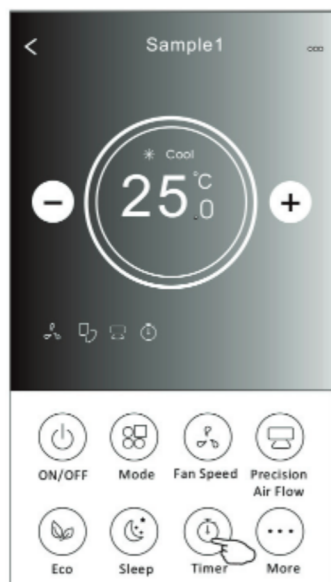 Sample1
Cool
25.0 °C
ON/OFF
Mode
Fan Speed
Precision
Air Flow
Eco
Sleep
Timer
More